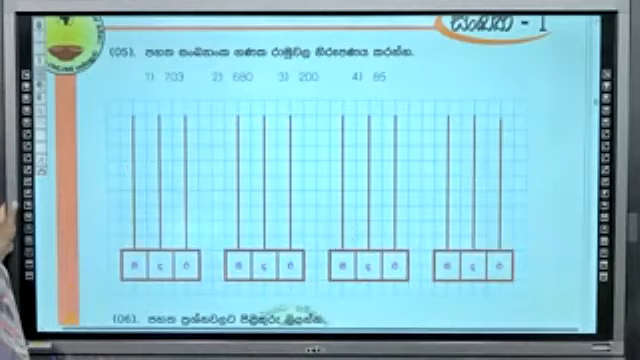 සංඛ්‍යා - 1
(05). පහත සංඛ්‍යාංක ගණක රාමුවල නිරූපණය කරන්න.
1) 703 2) 680 3) 200 4) 85
ස ද එ ස ද එ ස ද එ ස ද එ
(06). පහත ප්‍රශ්නවලට පිළිතුරු ලියන්න.